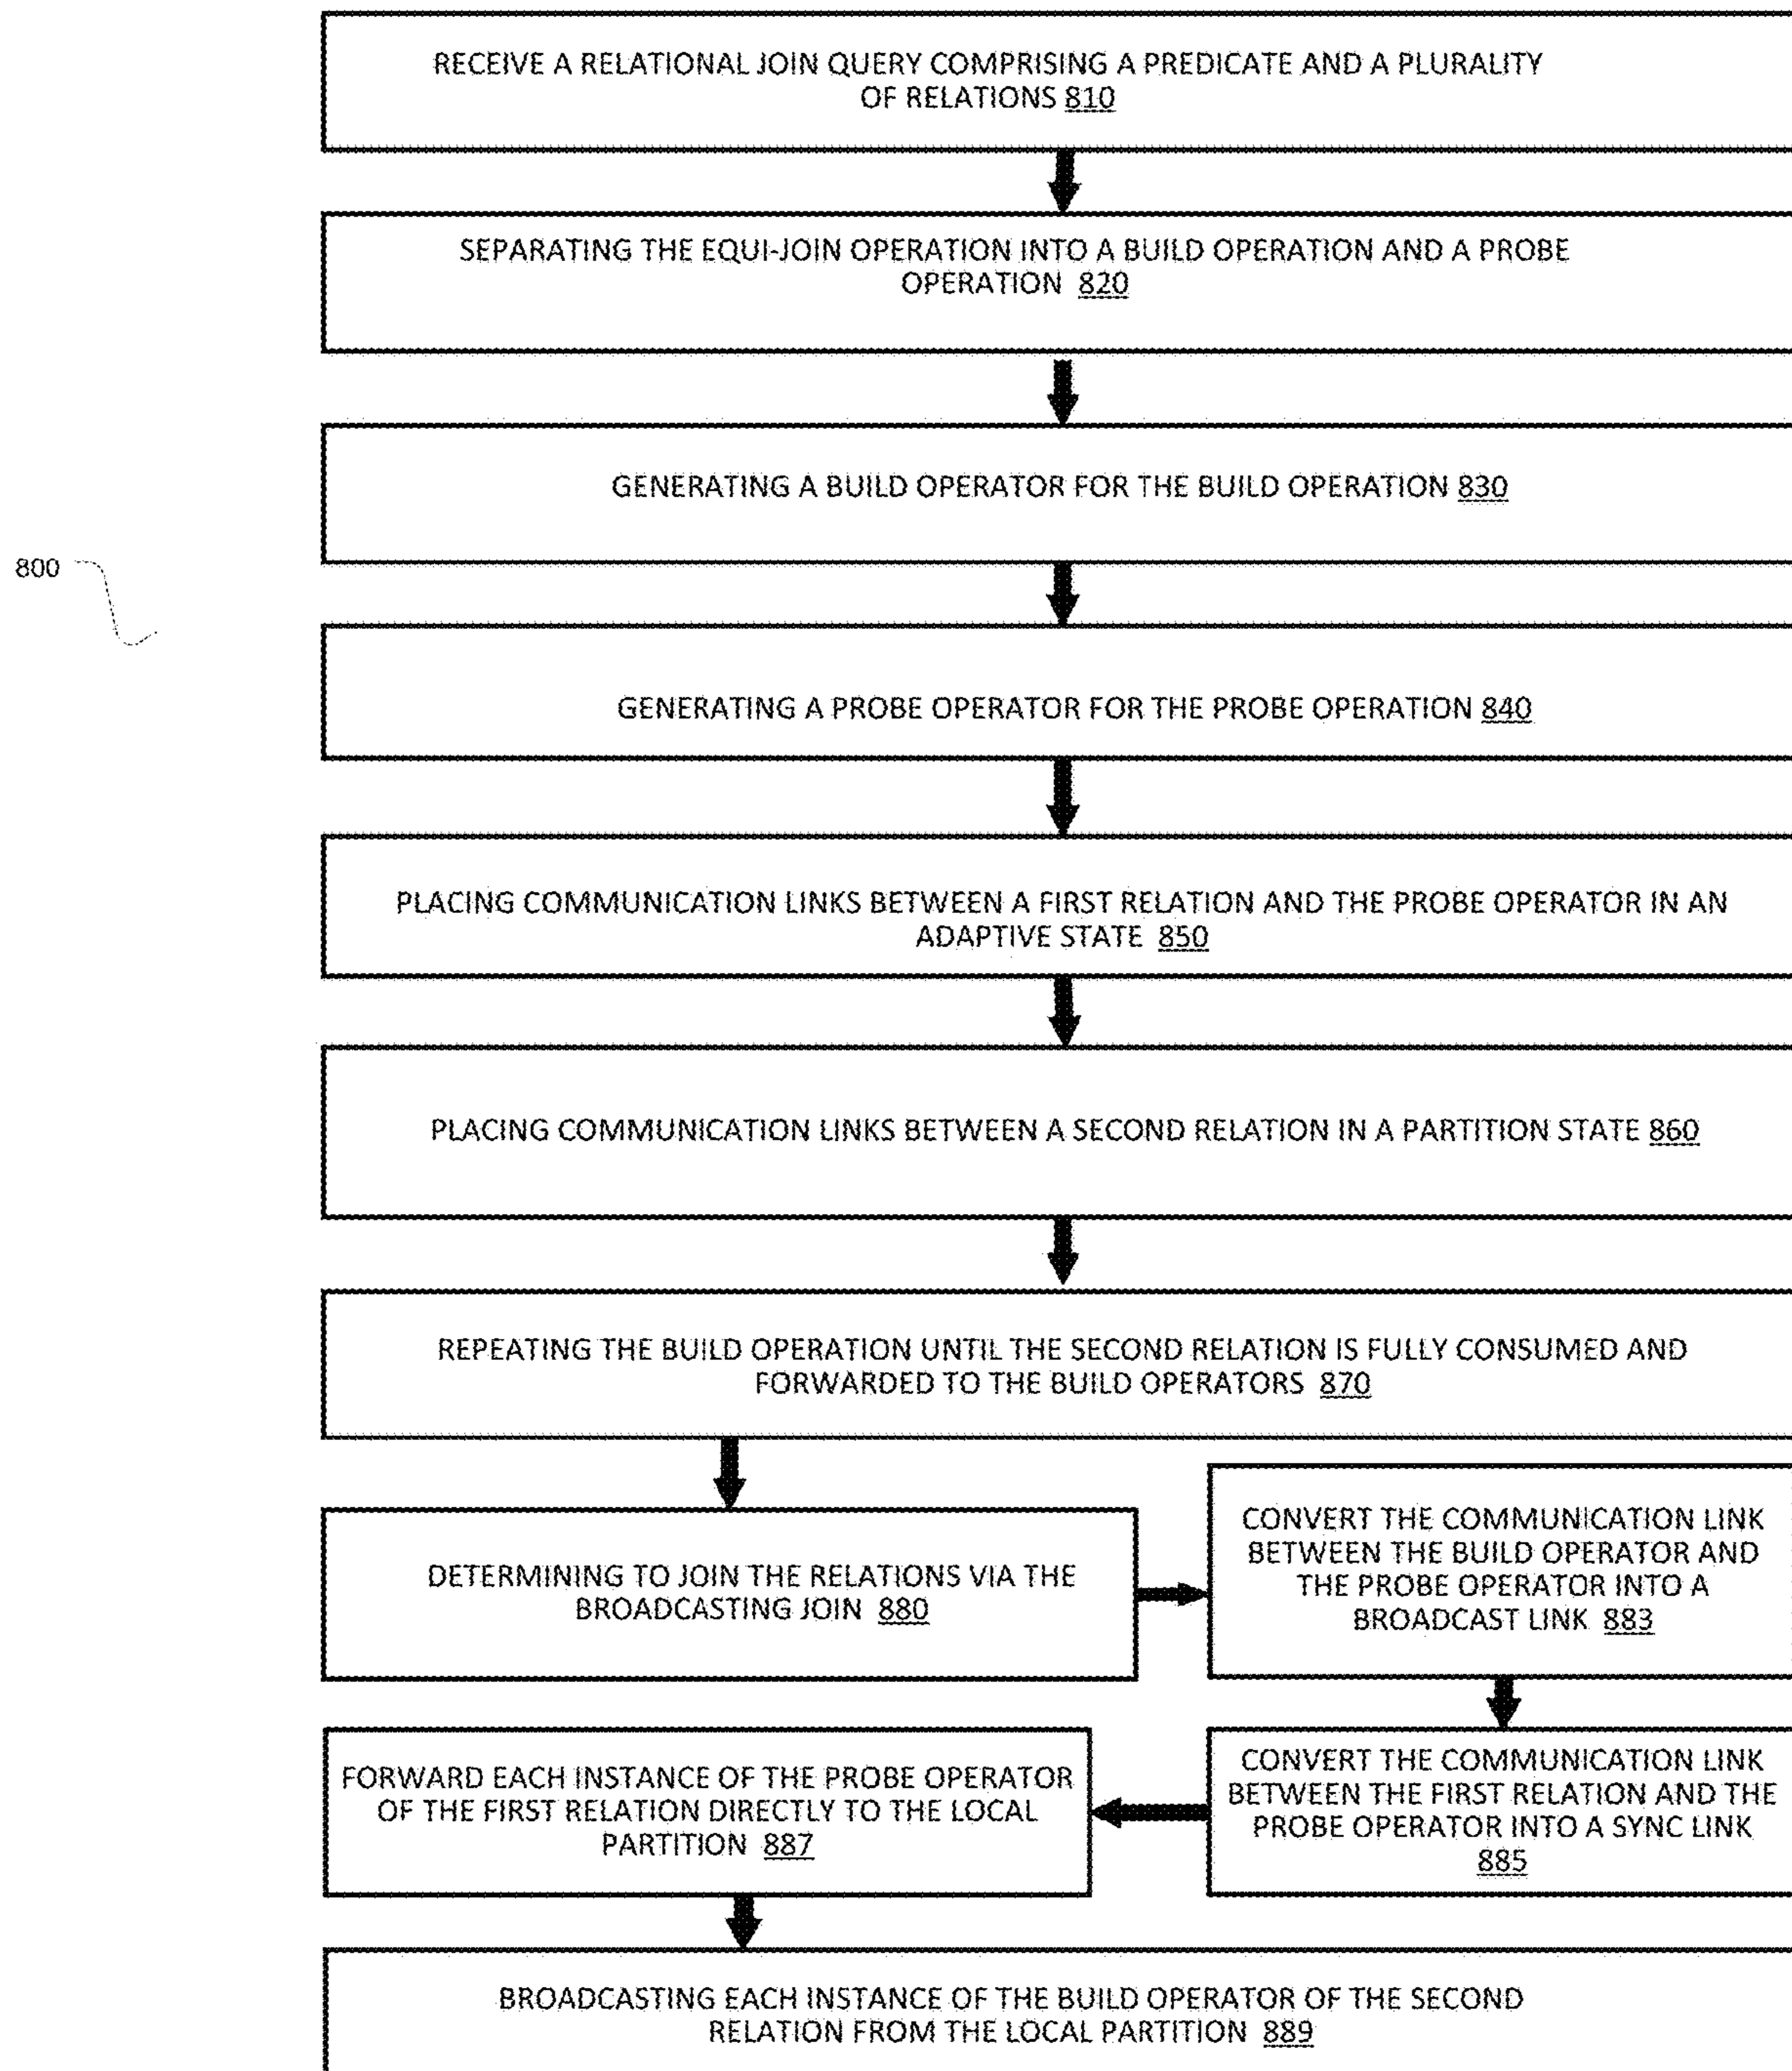 RECEIVE A RELATIONAL JOIN QUERY COMPRISING A PREDICATE AND A PLURALITY
OF RELATIONS 810
SEPARATING THE EQUI-JOIN OPERATION INTO A BUILD OPERATION AND A PROBE
OPERATION 820
GENERATING A BUILD OPERATOR FOR THE BUILD OPERATION 830
800
GENERATING A PROBE OPERATOR FOR THE PROBE OPERATION 840
PLACING COMMUNICATION LINKS BETWEEN A FIRST RELATION AND THE PROBE OPERATOR IN AN
ADAPTIVE STATE 850
PLACING COMMUNICATION LINKS BETWEEN A SECOND RELATION IN A PARTITION STATE 860
REPEATING THE BUILD OPERATION UNTIL THE SECOND RELATION IS FULLY CONSUMED AND
FORWARDED TO THE BUILD OPERATORS 870
DETERMINING TO JOIN THE RELATIONS VIA THE
BROADCASTING JOIN 880
CONVERT THE COMMUNICATION LINK
BETWEEN THE BUILD OPERATOR AND
THE PROBE OPERATOR INTO A
BROADCAST LINK 883
CONVERT THE COMMUNICATION LINK
BETWEEN THE FIRST RELATION AND THE
PROBE OPERATOR INTO A SYNC LINK
885
FORWARD EACH INSTANCE OF THE PROBE OPERATOR
OF THE FIRST RELATION DIRECTLY TO THE LOCAL
PARTITION 887
BROADCASTING EACH INSTANCE OF THE BUILD OPERATOR OF THE SECOND
RELATION FROM THE LOCAL PARTITION 889